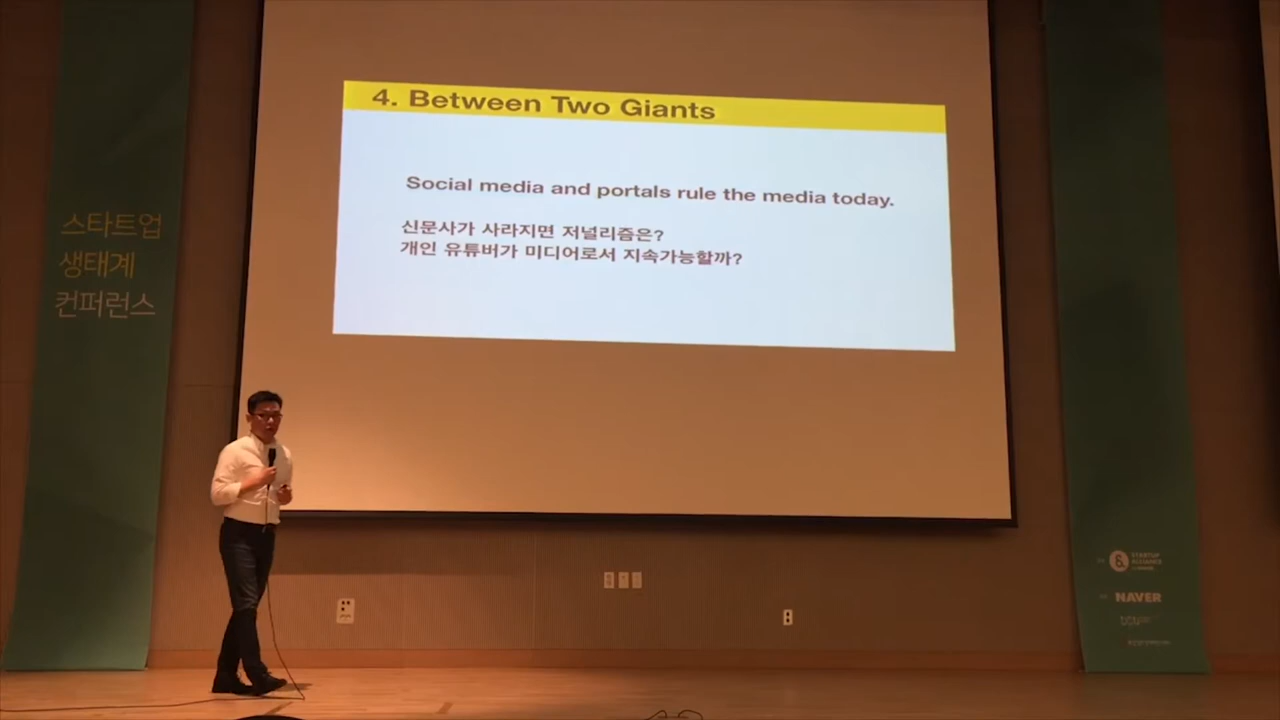 4. Between Two Giants
Social media and portals rule the media today.
신문사가 사라지면 저널리즘은?
개인 유튜버가 미디어로서 지속가능할까?
스타트업
생태계
컨퍼런스
STARTUP
ALLIANCE
NAVER